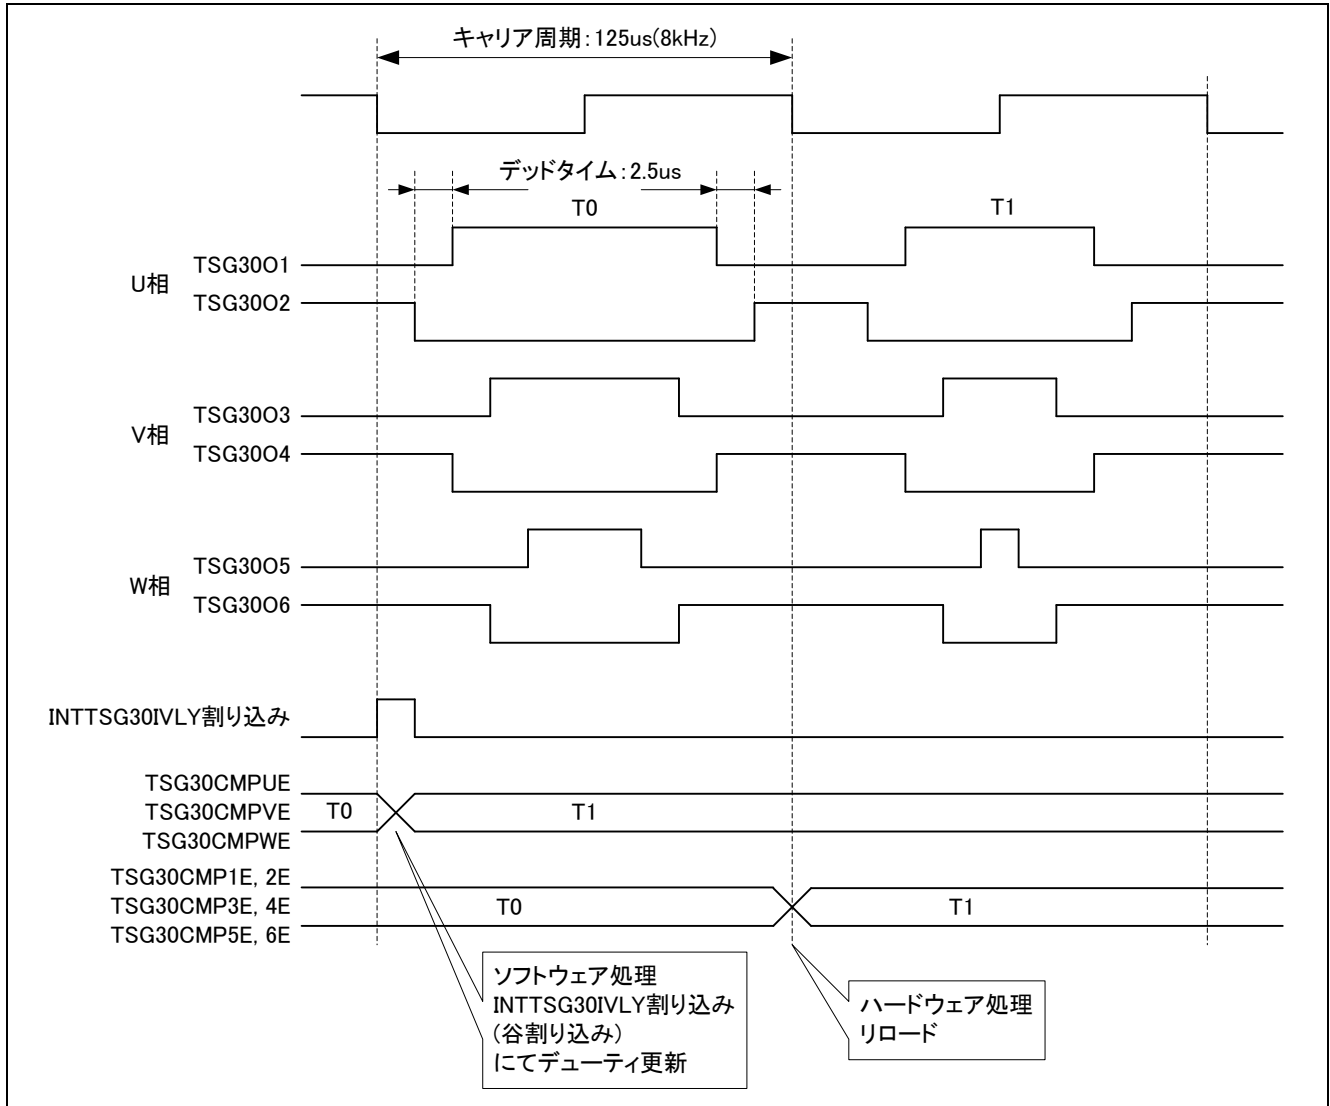 キャリア周期：125us(8kHz)
デッドタイム：2.5us
T0
T1
U相
TSG30O1
TSG30O2
V相
TSG30O3
TSG30O4
W相
TSG30O5
TSG30O6
INTTSG30IVLY割り込み
TSG30CMPUE
TSG30CMPVE
TSG30CMPWE
T0
T1
TSG30CMP1E, 2E
TSG30CMP3E, 4E
TSG30CMP5E, 6E
T0
T1
ソフトウェア処理
INTTSG30IVLY割り込み
(谷割り込み)
にてデューティ更新
ハードウェア処理
リロード